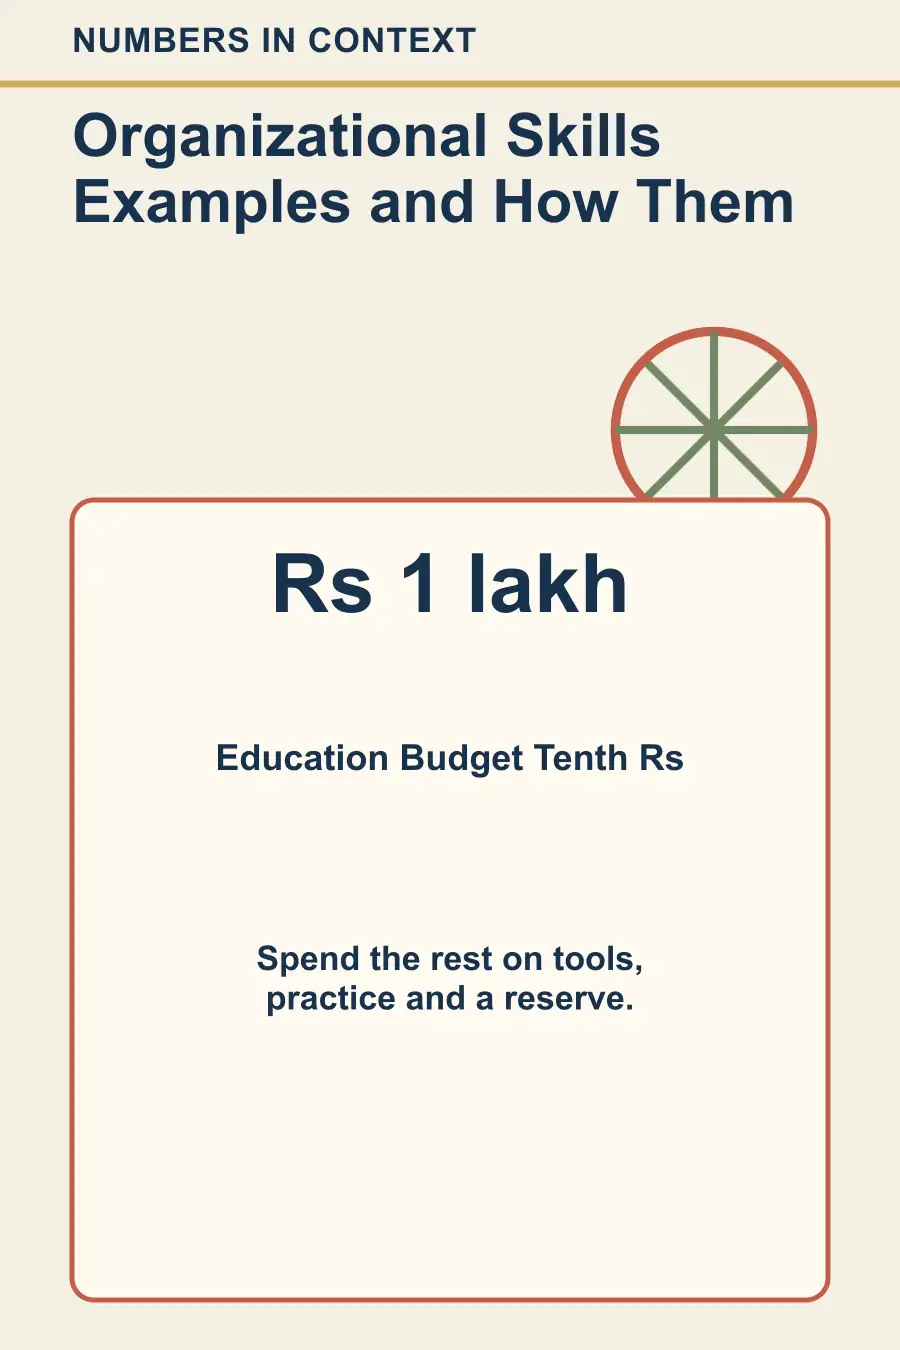 NUMBERS IN CONTEXT
Organizational Skills
Examples and How Them
Rs 1 lakh
Education Budget Tenth Rs
Spend the rest on tools,
practice and a reserve.